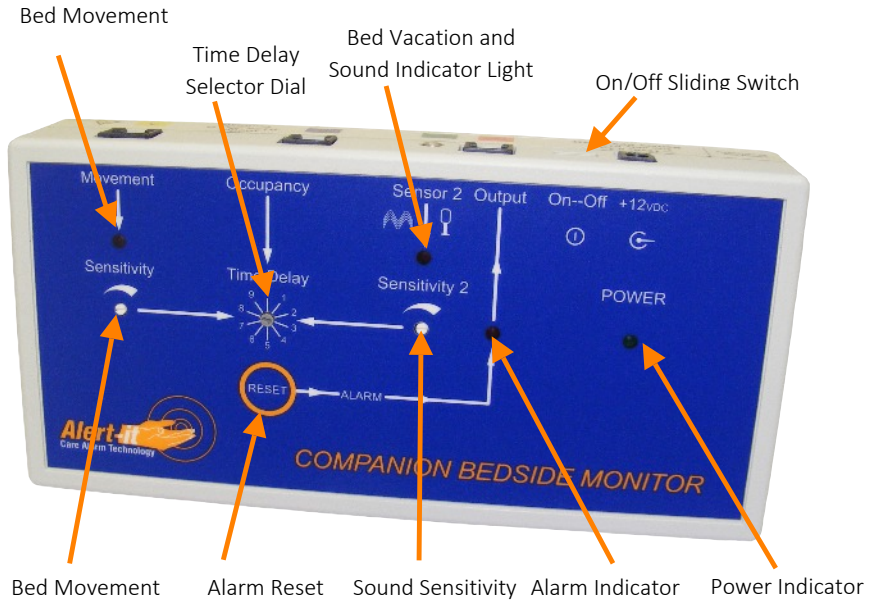 Bed Movement
Time Delay
Selector Dial
Bed Vacation and
Sound Indicator Light
On/Off Sliding Switch
Movement
Occupancy
Sensor 2
Output
On--Off
+12VDC
Sensitivity
Time Delay
9 1
8 2
7 3
6 5 4
Sensitivity 2
POWER
RESET
ALARM
Alert-it
Care Alarm Technology
COMPANION BEDSIDE MONITOR
Bed Movement
Alarm Reset
Sound Sensitivity
Alarm Indicator
Power Indicator